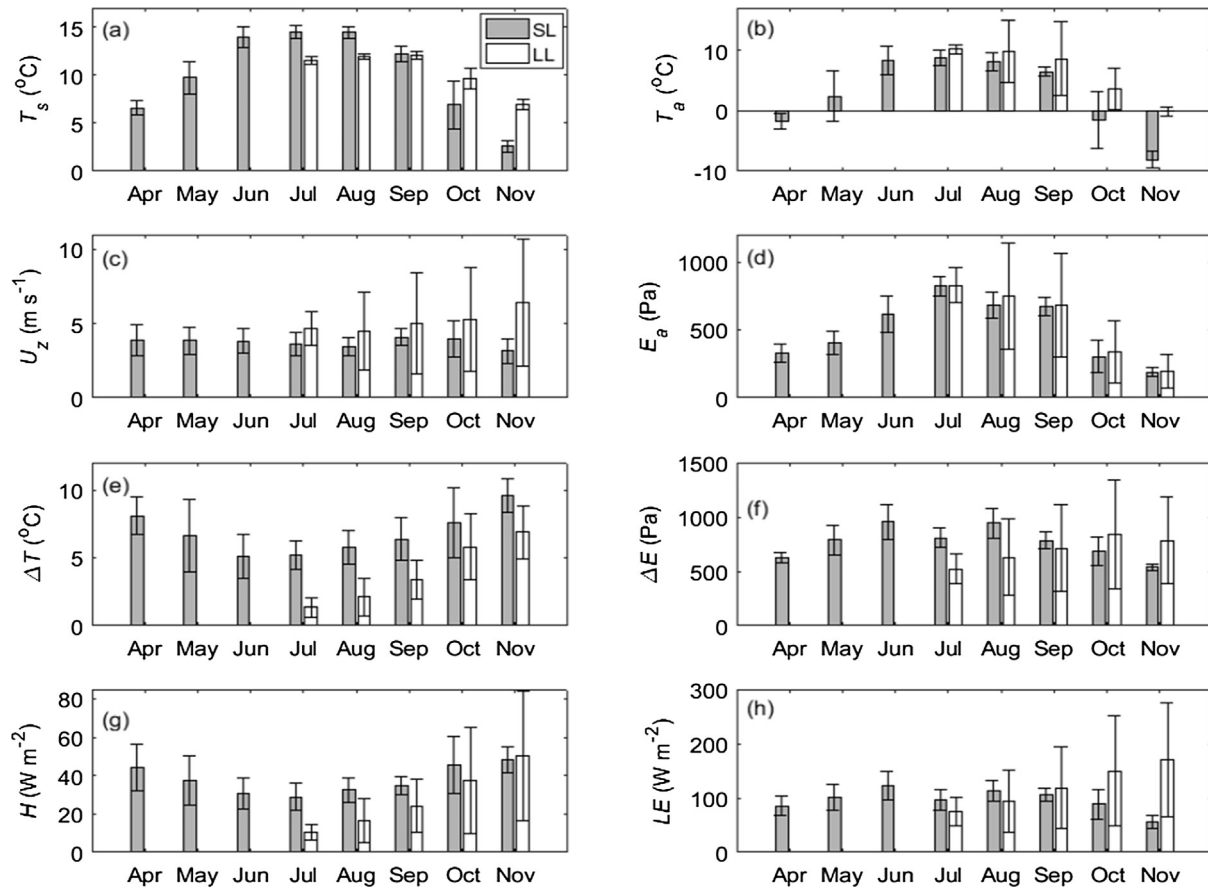 (a)
SL
LL
T_s (°C)
15
10
5
0
Apr May Jun Jul Aug Sep Oct Nov
(b)
T_a (°C)
10
0
-10
Apr May Jun Jul Aug Sep Oct Nov
(c)
U_z (m s⁻¹)
10
5
0
Apr May Jun Jul Aug Sep Oct Nov
(d)
E_a (Pa)
1000
500
0
Apr May Jun Jul Aug Sep Oct Nov
(e)
ΔT (°C)
10
5
0
Apr May Jun Jul Aug Sep Oct Nov
(f)
ΔE (Pa)
1500
1000
500
0
Apr May Jun Jul Aug Sep Oct Nov
(g)
H (W m⁻²)
80
60
40
20
0
Apr May Jun Jul Aug Sep Oct Nov
(h)
LE (W m⁻²)
300
200
100
0
Apr May Jun Jul Aug Sep Oct Nov